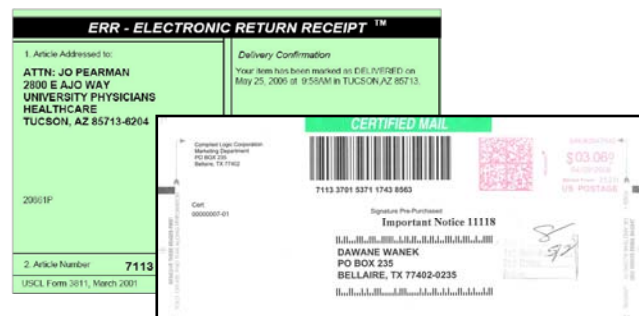 ERR - ELECTRONIC RETURN RECEIPT ™
1. Article Addressed to:
ATTN: JO PEARMAN
2800 E AJO WAY
UNIVERSITY PHYSICIANS
HEALTHCARE
TUCSON, AZ 85713-6204
20661P
2. Article Number 7113
USCL Form 3811, March 2001
Delivery Confirmation
Your item has been marked as DELIVERED on
May 25, 2006 at 9:58AM in TUCSON,AZ 85713.
CERTIFIED MAIL
Compiled Logic Corporation
Marketing Department
PO BOX 235
Bellaire, TX 77402
7113 3701 5371 1743 8563
$03.069
US POSTAGE
Cert
00000007-01
Signature Pre-Purchased
Important Notice 11118
DAWANE WANEK
PO BOX 235
BELLAIRE, TX 77402-0235